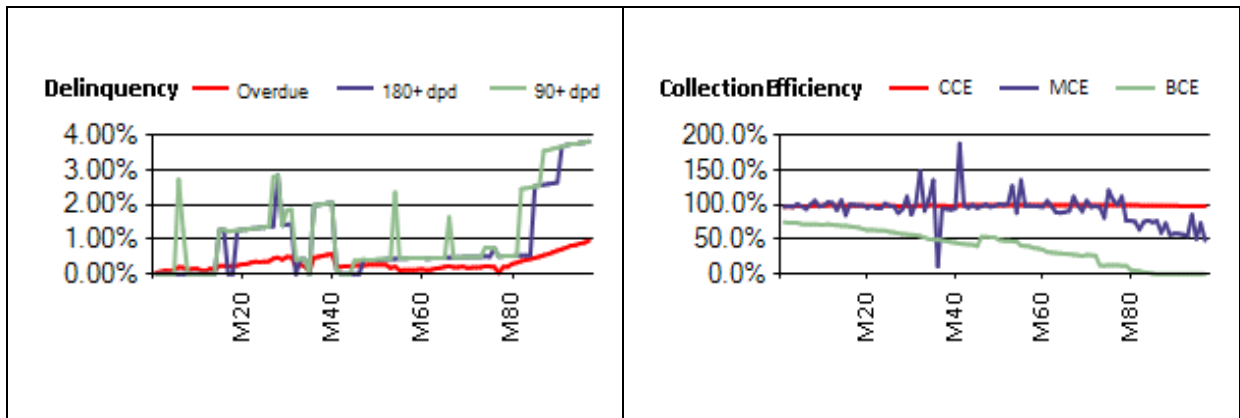 Delinquency Overdue 180+ dpd 90+ dpd
4.00%
3.00%
2.00%
1.00%
0.00%
M20 M40 M60 M80
Collection Efficiency CCE MCE BCE
200.0%
150.0%
100.0%
50.0%
0.0%
M20 M40 M60 M80